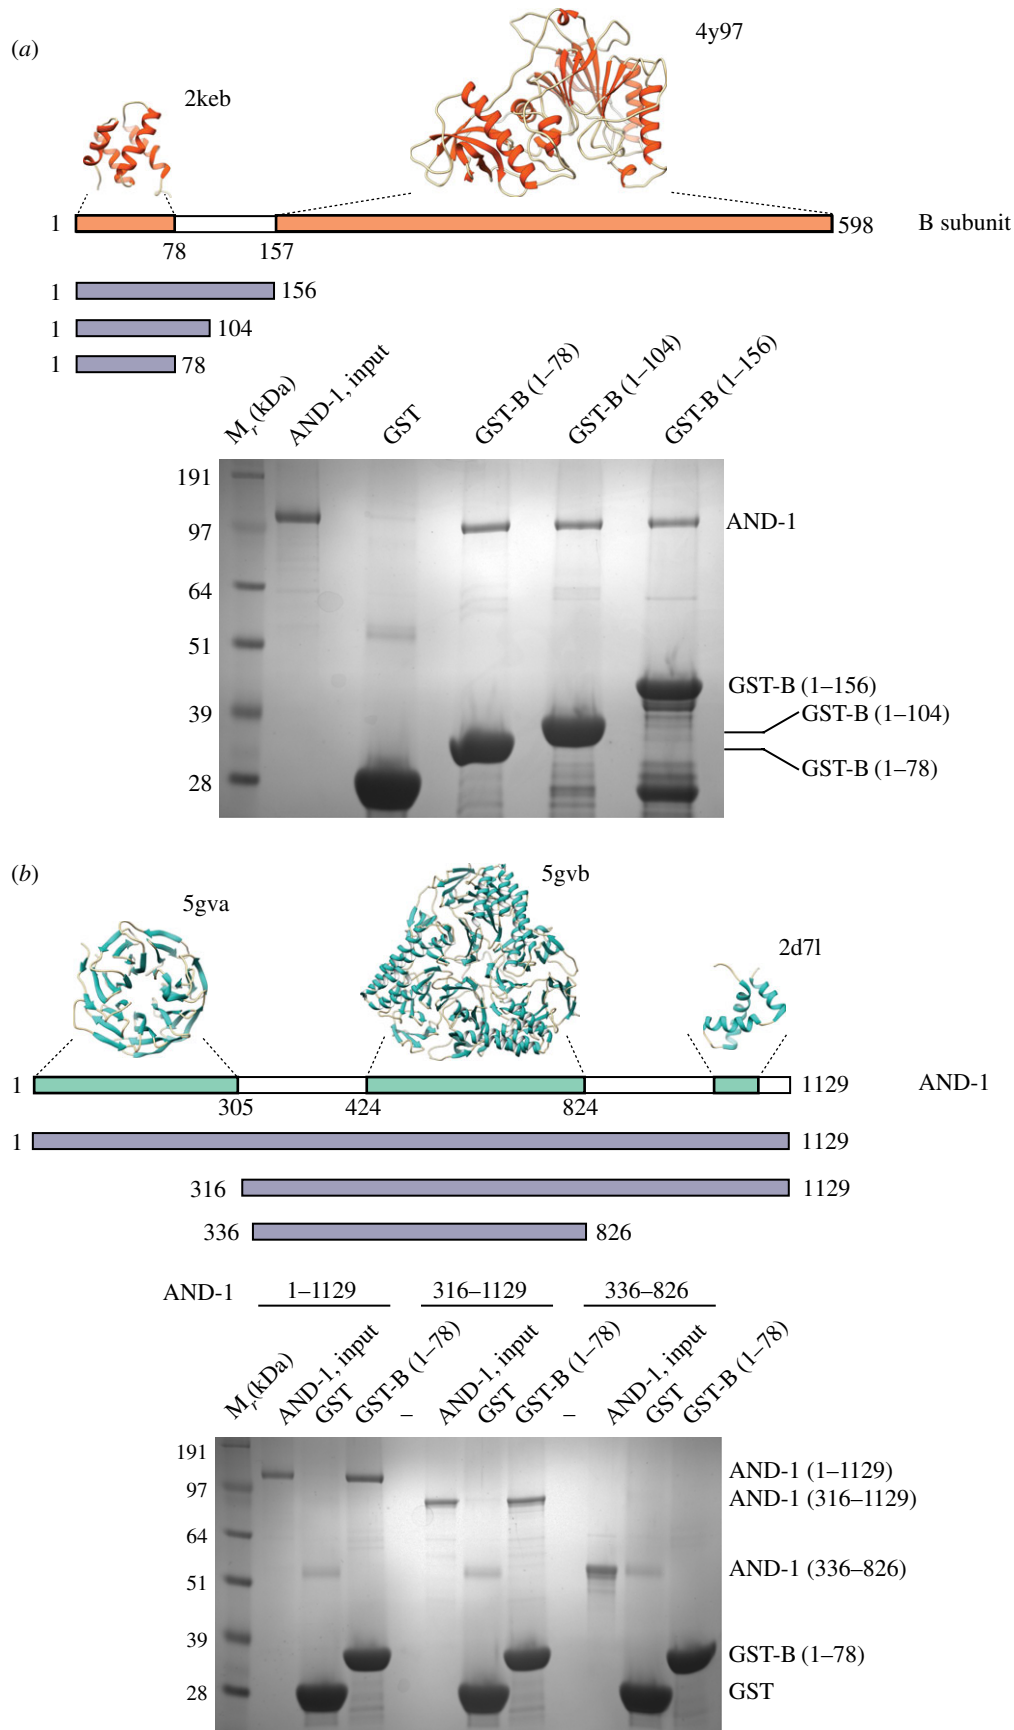 (a)
4y97
2keb
1
598
B subunit
78
157
1
156
1
104
1
78
Mr (kDa)
AND-1, input
GST
GST-B (1–78)
GST-B (1–104)
GST-B (1–156)
191
97
64
51
39
28
AND-1
GST-B (1–156)
GST-B (1–104)
GST-B (1–78)
(b)
5gva
5gvb
2d7l
1
1129
AND-1
305
424
824
1
1129
316
1129
336
826
AND-1
1–1129
316–1129
336–826
Mr (kDa)
AND-1, input
GST
GST-B (1–78)
–
AND-1, input
GST
GST-B (1–78)
–
AND-1, input
GST
GST-B (1–78)
191
97
64
51
39
28
AND-1 (1–1129)
AND-1 (316–1129)
AND-1 (336–826)
GST-B (1–78)
GST